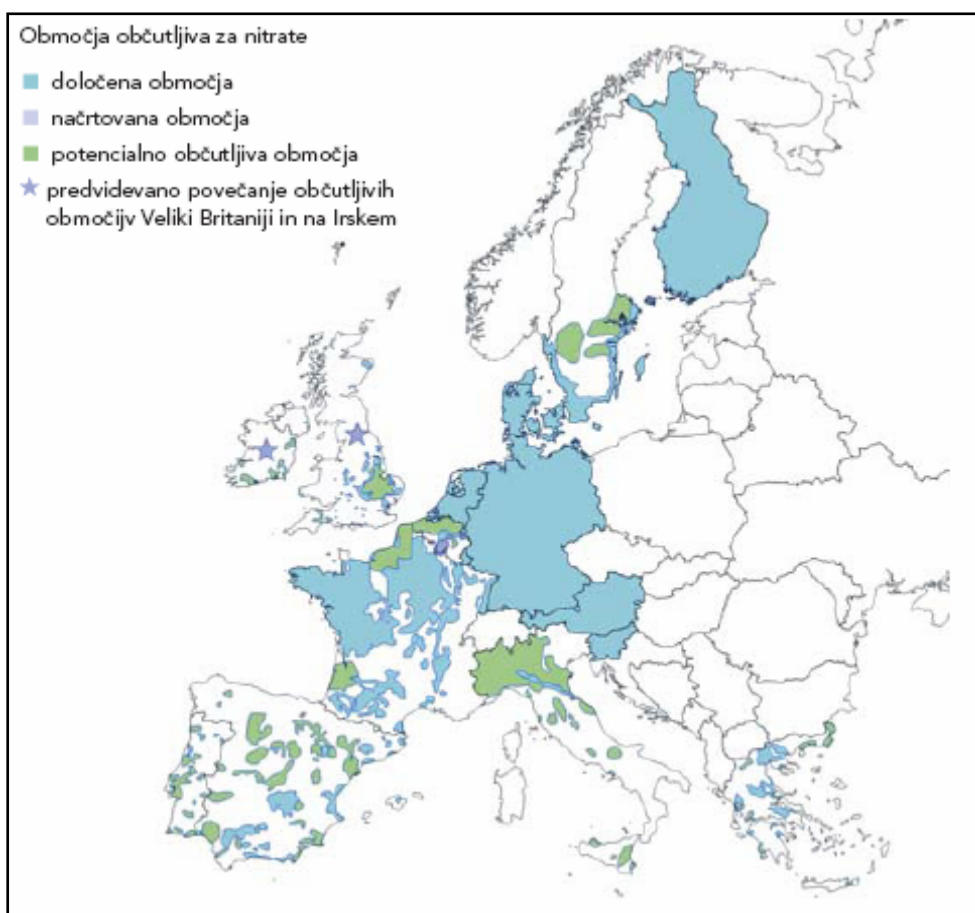 Območja občutljiva za nitrate
določena območja
načrtovana območja
potencialno občutljiva območja
predvidevano povečanje občutljivih
območijv Veliki Britaniji in na Irskem